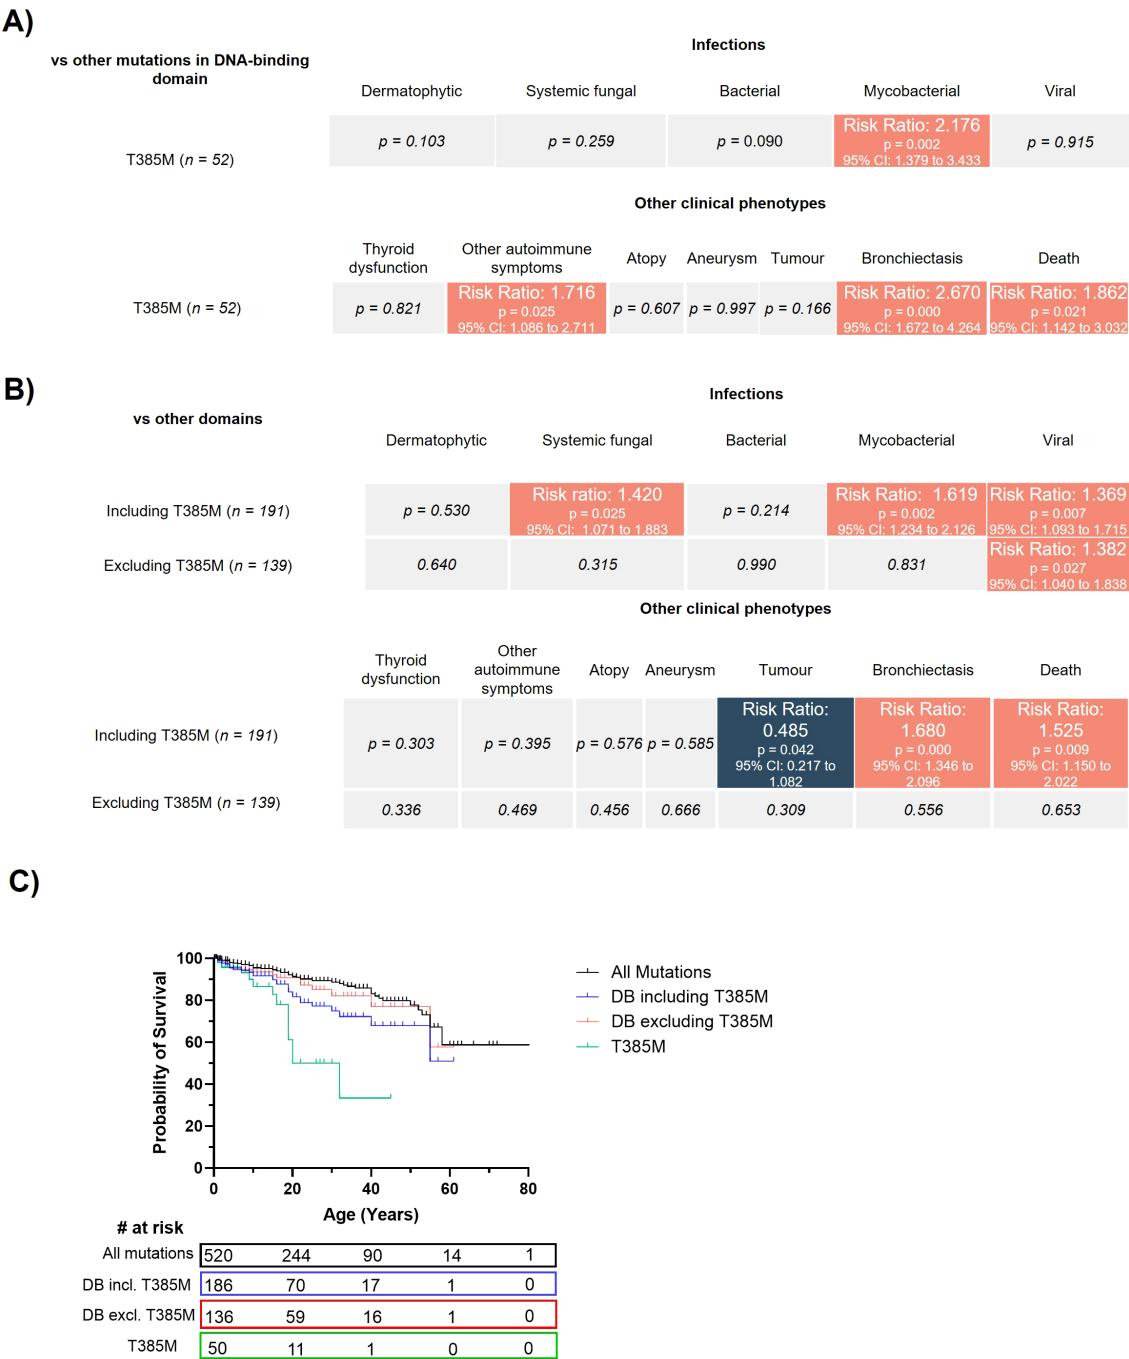 A)
vs other mutations in DNA-binding
domain
Infections
Dermatophytic Systemic fungal Bacterial Mycobacterial Viral
T385M (n = 52)
p = 0.103 p = 0.259 p = 0.090 Risk Ratio: 2.176 p = 0.915
p = 0.002
95% CI: 1.379 to 3.433
Other clinical phenotypes
Thyroid Other autoimmune
dysfunction symptoms Atopy Aneurysm Tumour Bronchiectasis Death
T385M (n = 52)
p = 0.821 Risk Ratio: 1.716 p = 0.607 p = 0.997 p = 0.166 Risk Ratio: 2.670 Risk Ratio: 1.862
p = 0.025 p = 0.000 p = 0.021
95% CI: 1.086 to 2.711 95% CI: 1.672 to 4.264 95% CI: 1.142 to 3.032
B)
vs other domains
Infections
Dermatophytic Systemic fungal Bacterial Mycobacterial Viral
Including T385M (n = 191)
p = 0.530 Risk ratio: 1.420 p = 0.214 Risk Ratio: 1.619 Risk Ratio: 1.369
p = 0.025 p = 0.002 p = 0.007
95% CI: 1.071 to 1.883 95% CI: 1.234 to 2.126 95% CI: 1.093 to 1.715
Excluding T385M (n = 139)
0.640 0.315 0.990 0.831 Risk Ratio: 1.382
p = 0.027
95% CI: 1.040 to 1.838
Other clinical phenotypes
Thyroid
dysfunction
Other
autoimmune
symptoms
Atopy Aneurysm Tumour Bronchiectasis Death
Including T385M (n = 191)
p = 0.303 p = 0.395 p = 0.576 p = 0.585
Risk Ratio:
0.485
p = 0.042
95% CI: 0.217 to
1.082
Risk Ratio:
1.680
p = 0.000
95% CI: 1.346 to
2.096
Risk Ratio:
1.525
p = 0.009
95% CI: 1.150 to
2.022
Excluding T385M (n = 139)
0.336 0.469 0.456 0.666 0.309 0.556 0.653
C)
Probability of Survival
100
80
60
40
20
0
0 20 40 60 80
Age (Years)
All Mutations
DB including T385M
DB excluding T385M
T385M
# at risk
All mutations 520 244 90 14 1
DB incl. T385M 186 70 17 1 0
DB excl. T385M 136 59 16 1 0
T385M 50 11 1 0 0